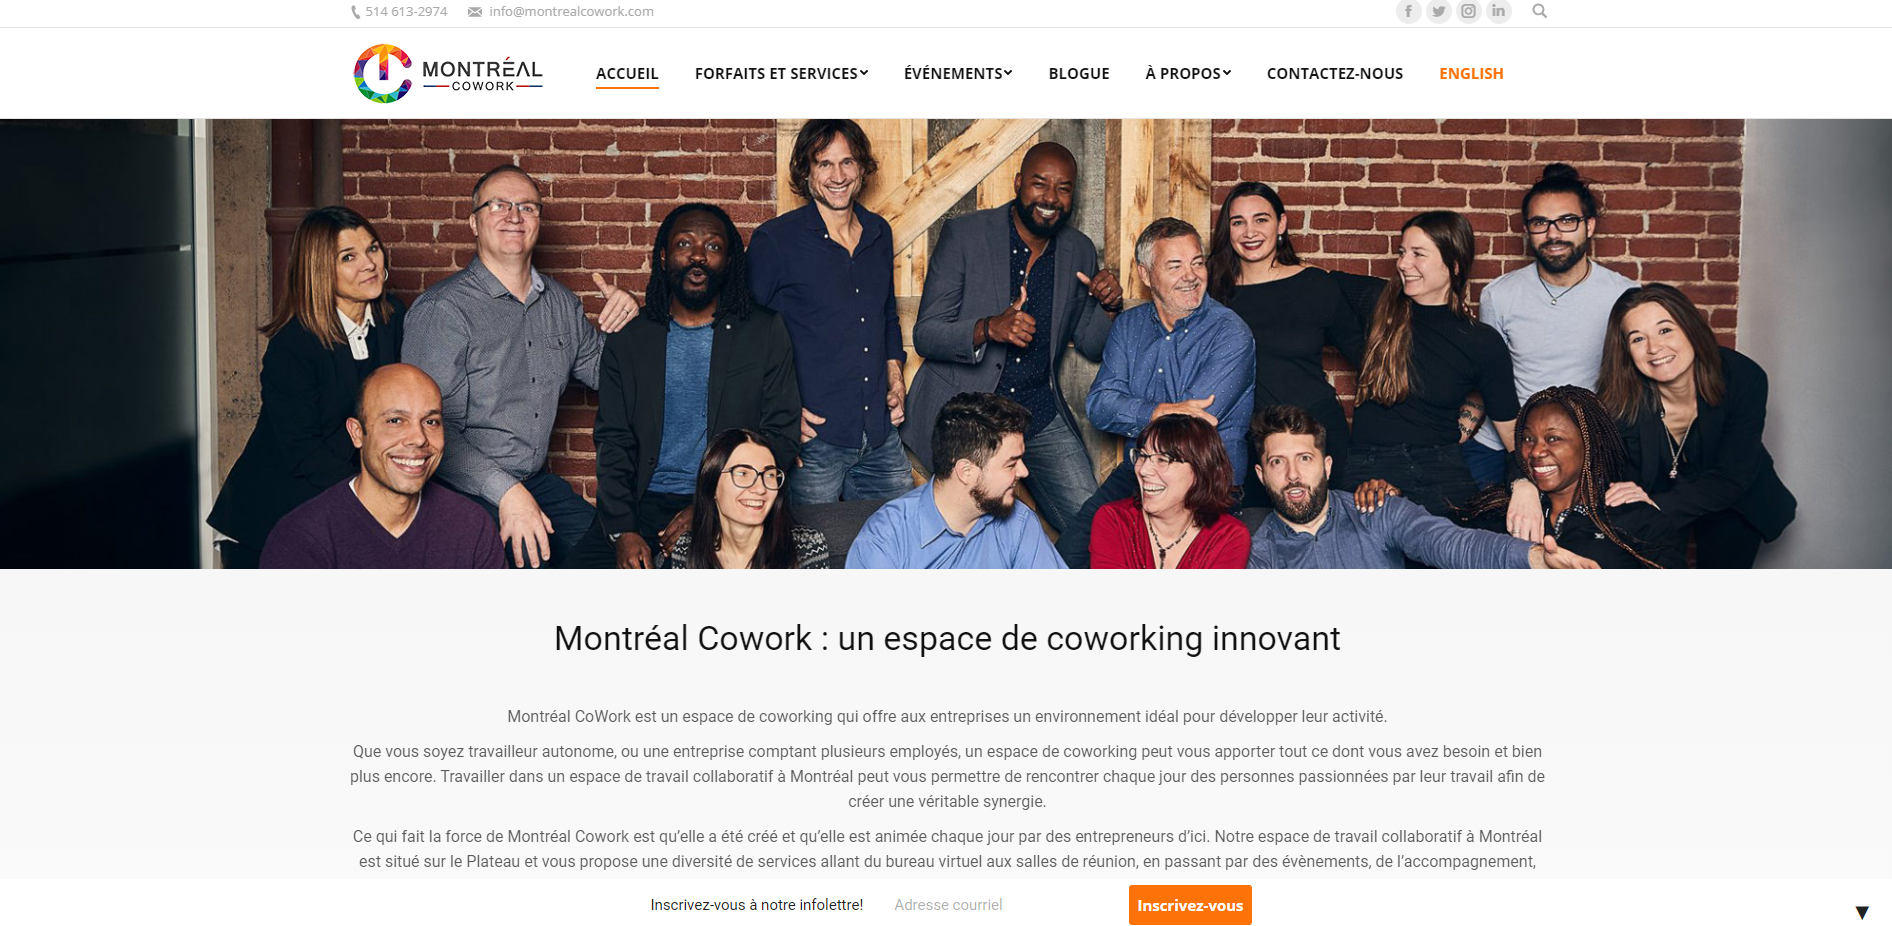 514 613-2974 info@montrealcowork.com
MONTRÉAL
COWORK
ACCUEIL FORFAITS ET SERVICES ÉVÉNEMENTS BLOGUE À PROPOS CONTACTEZ-NOUS ENGLISH
Montréal Cowork : un espace de coworking innovant
Montréal CoWork est un espace de coworking qui offre aux entreprises un environnement idéal pour développer leur activité.
Que vous soyez travailleur autonome, ou une entreprise comptant plusieurs employés, un espace de coworking peut vous apporter tout ce dont vous avez besoin et bien
plus encore. Travailler dans un espace de travail collaboratif à Montréal peut vous permettre de rencontrer chaque jour des personnes passionnées par leur travail afin de
créer une véritable synergie.
Ce qui fait la force de Montréal Cowork est qu’elle a été créé et qu’elle est animée chaque jour par des entrepreneurs d’ici. Notre espace de travail collaboratif à Montréal
est situé sur le Plateau et vous propose une diversité de services allant du bureau virtuel aux salles de réunion, en passant par des évènements, de l’accompagnement,
Inscrivez-vous à notre infolettre! Adresse courriel Inscrivez-vous